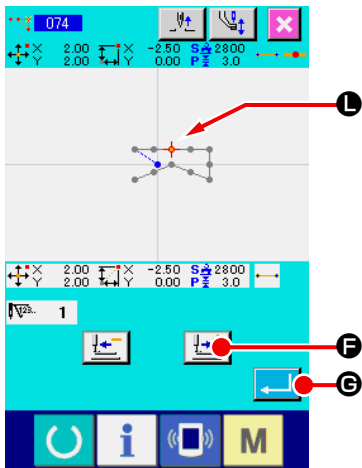 074
X 2.00 X -2.50 S 2800
Y 2.00 Y 0.00 P 3.0
L
X 2.00 X -2.50 S 2800
Y 2.00 Y 0.00 P 3.0
N123.. 1
F
G
i M